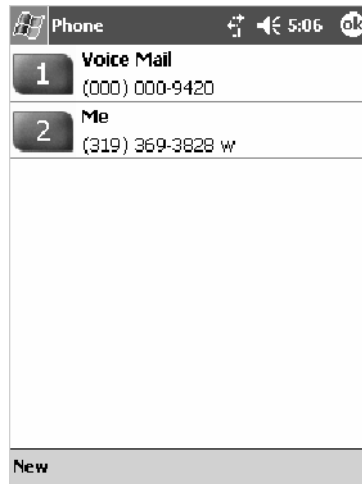 Phone 5:06 ok
1 Voice Mail
(000) 000-9420
2 Me
(319) 369-3828 w
New